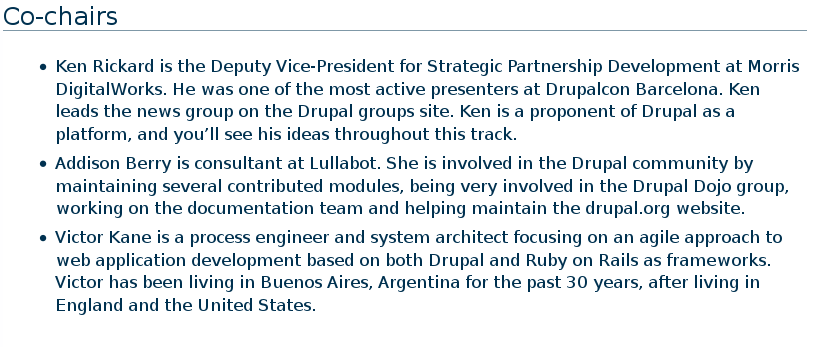 Co-chairs
Ken Rickard is the Deputy Vice-President for Strategic Partnership Development at Morris
DigitalWorks. He was one of the most active presenters at Drupalcon Barcelona. Ken
leads the news group on the Drupal groups site. Ken is a proponent of Drupal as a
platform, and you’ll see his ideas throughout this track.
Addison Berry is consultant at Lullabot. She is involved in the Drupal community by
maintaining several contributed modules, being very involved in the Drupal Dojo group,
working on the documentation team and helping maintain the drupal.org website.
Victor Kane is a process engineer and system architect focusing on an agile approach to
web application development based on both Drupal and Ruby on Rails as frameworks.
Victor has been living in Buenos Aires, Argentina for the past 30 years, after living in
England and the United States.